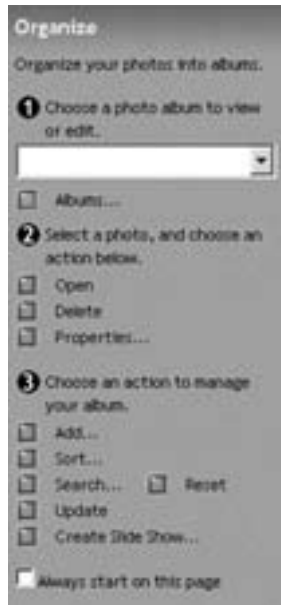 Organize
Organize your photos into albums.
1 Choose a photo album to view
or edit.
Albums...
2 Select a photo, and choose an
action below.
Open
Delete
Properties...
3 Choose an action to manage
your album.
Add...
Sort...
Search... Reset
Update
Create Slide Show...
Always start on this page